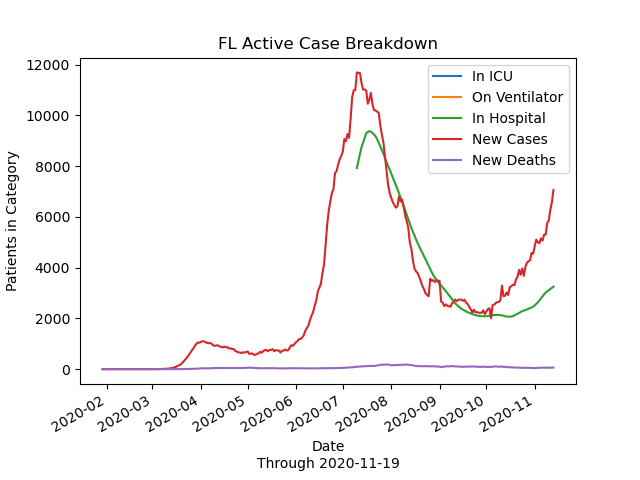 FL Active Case Breakdown
12000
10000
8000
6000
4000
2000
0
Patients in Category
In ICU
On Ventilator
In Hospital
New Cases
New Deaths
2020-02
2020-03
2020-04
2020-05
2020-06
2020-07
2020-08
2020-09
2020-10
2020-11
Date
Through 2020-11-19